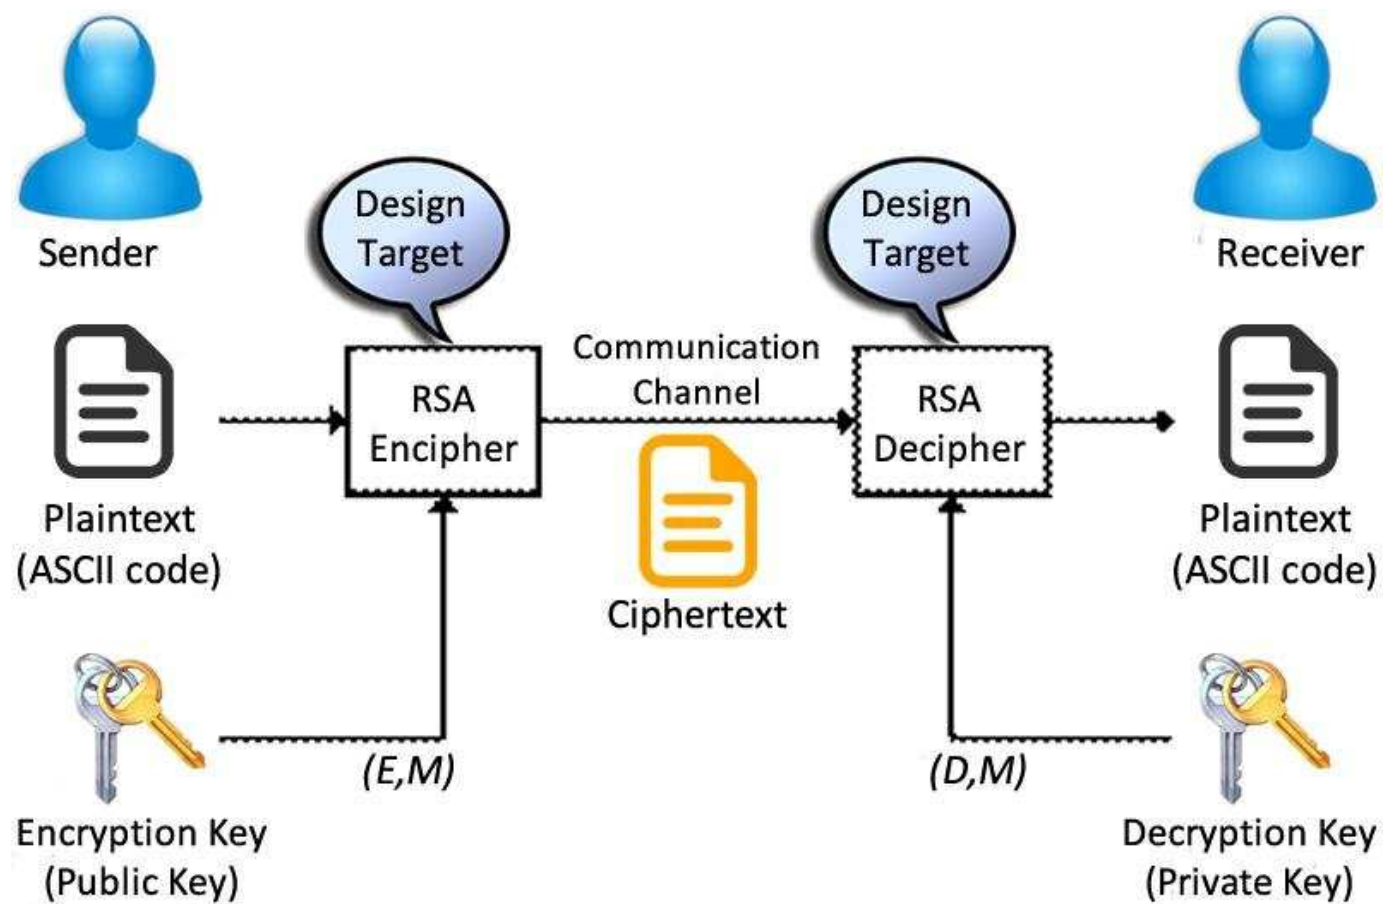 Sender
Design
Target
Design
Target
Receiver
Communication
Channel
RSA
Encipher
RSA
Decipher
Plaintext
(ASCII code)
Ciphertext
Plaintext
(ASCII code)
(E,M)
(D,M)
Encryption Key
(Public Key)
Decryption Key
(Private Key)